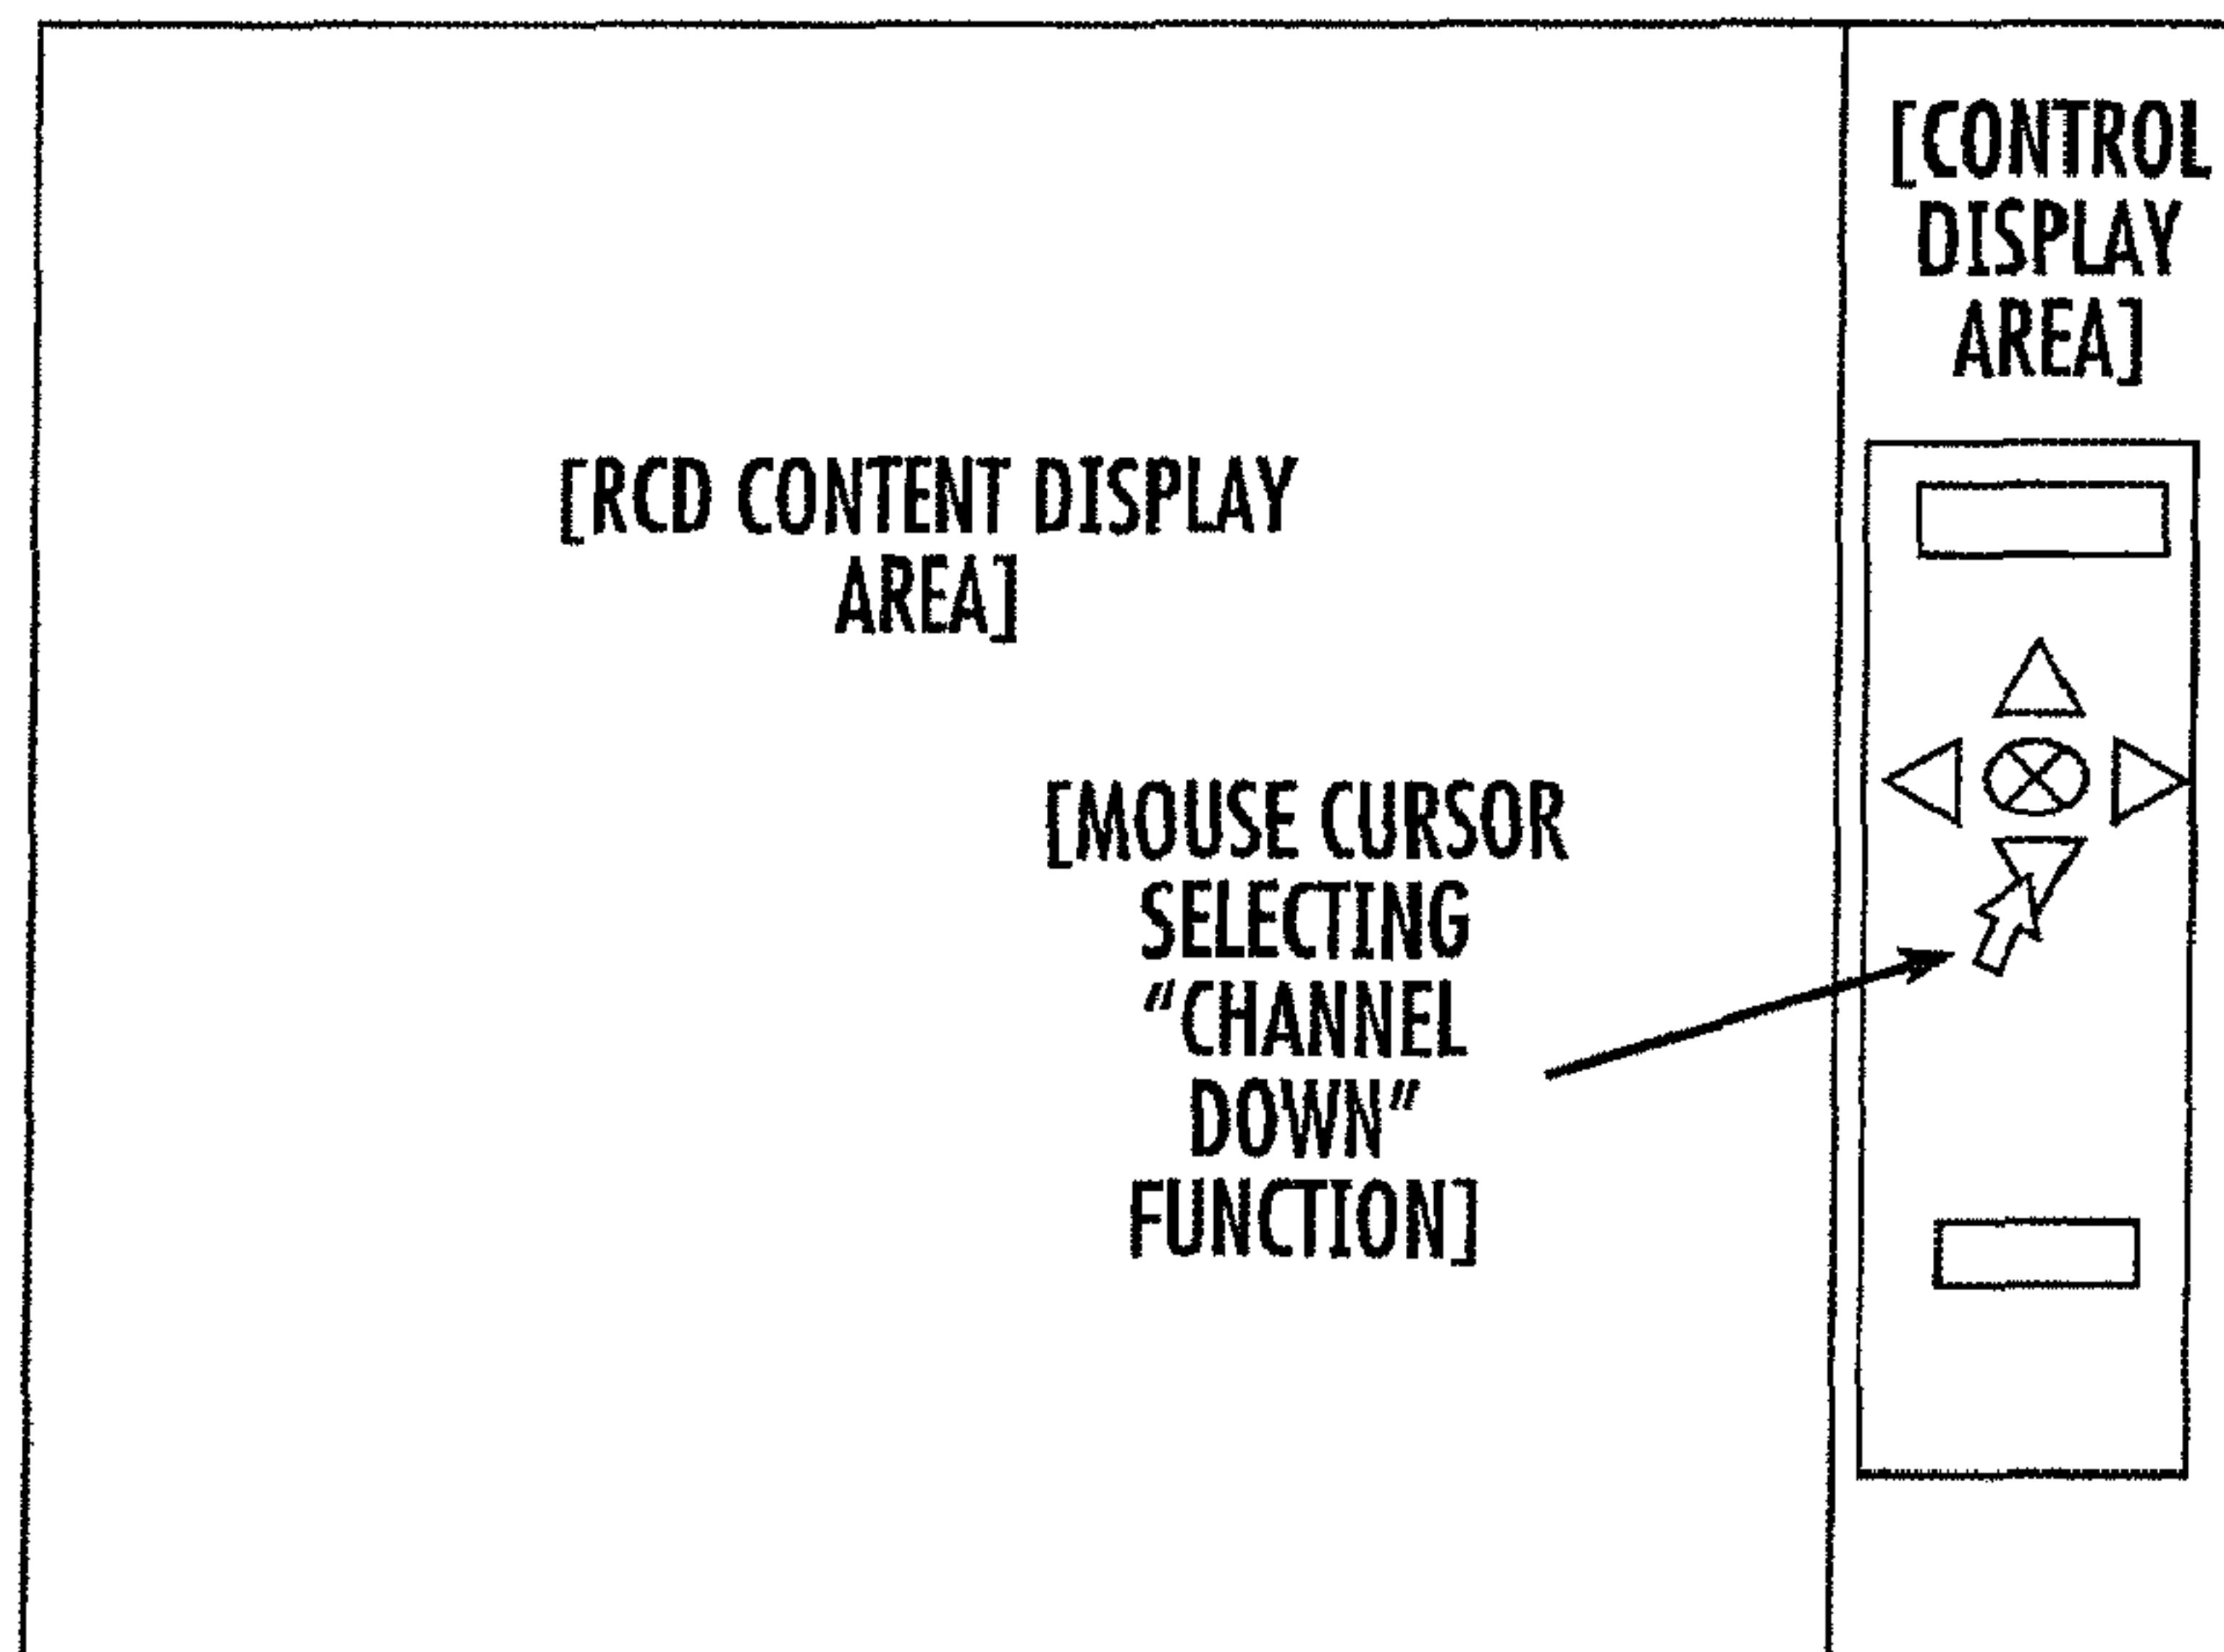 [CONTROL
DISPLAY
AREA]
[RCD CONTENT DISPLAY
AREA]
[MOUSE CURSOR
SELECTING
"CHANNEL
DOWN"
FUNCTION]